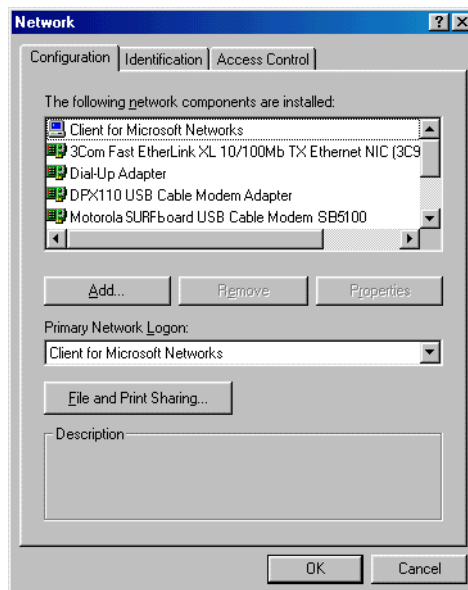 Network
Configuration Identification Access Control
The following network components are installed:
Client for Microsoft Networks
3Com Fast EtherLink XL 10/100Mb TX Ethernet NIC (3C9
Dial-Up Adapter
DPX110 USB Cable Modem Adapter
Motorola SURFboard USB Cable Modem SB5100
Add... Remove Properties
Primary Network Logon:
Client for Microsoft Networks
File and Print Sharing...
Description
OK Cancel